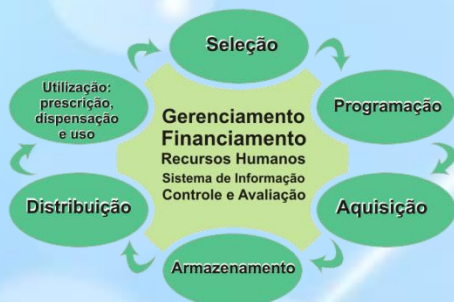 Seleção
Programação
Aquisição
Armazenamento
Distribuição
Utilização:
prescrição,
dispensação
e uso
Gerenciamento
Financiamento
Recursos Humanos
Sistema de Informação
Controle e Avaliação